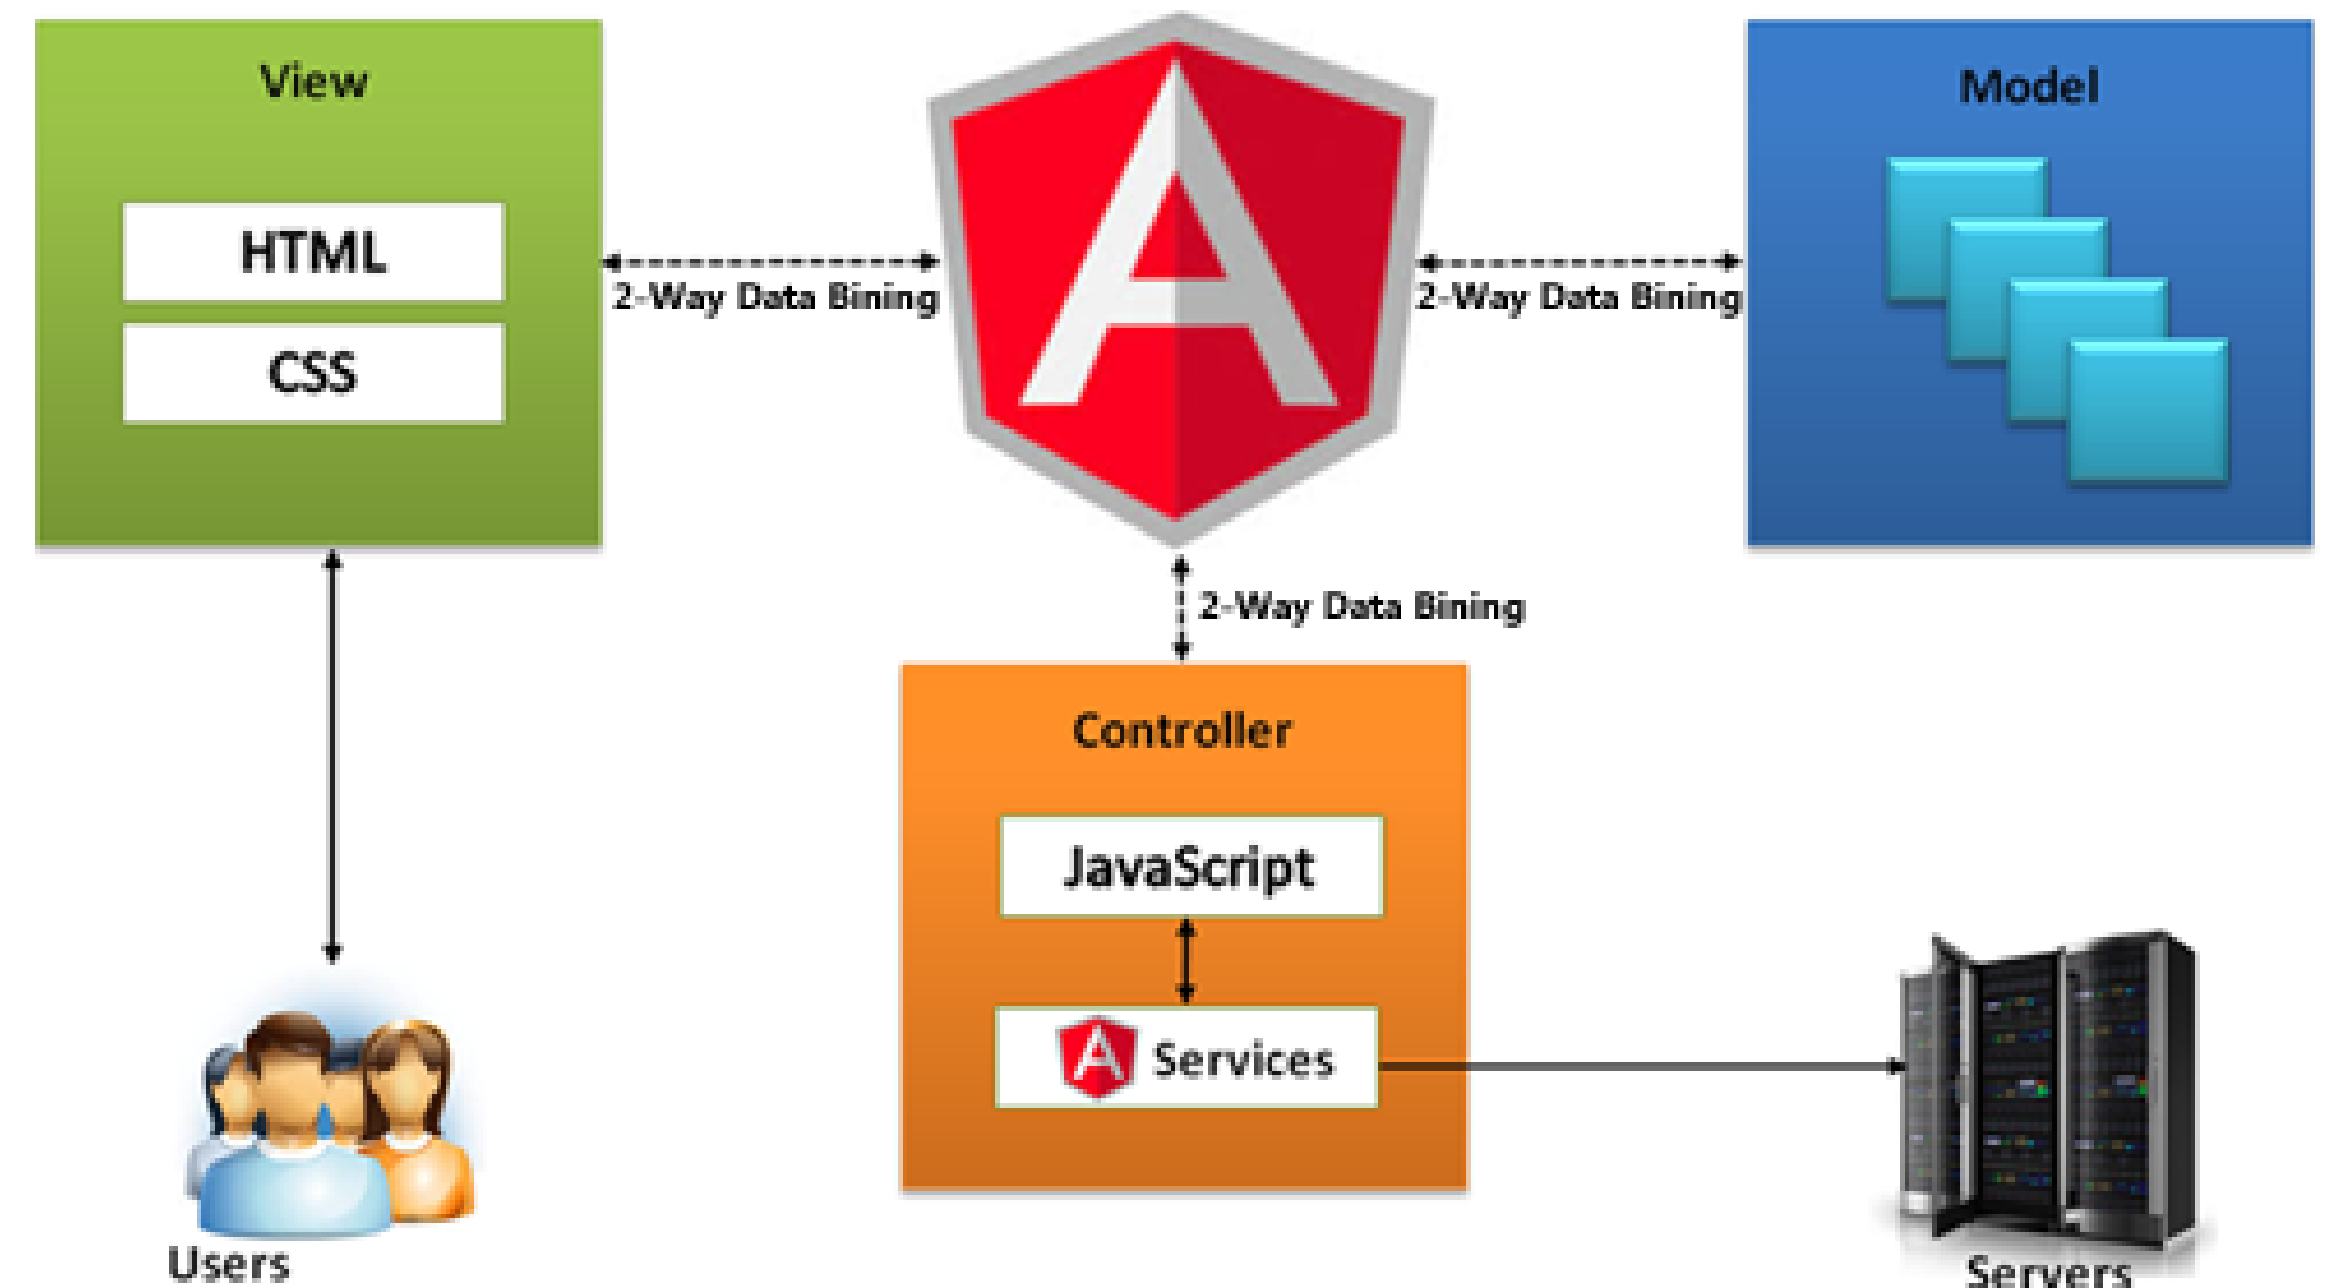 View
Model
HTML
CSS
2-Way Data Bining
2-Way Data Bining
2-Way Data Bining
Controller
JavaScript
Services
Users
Servers